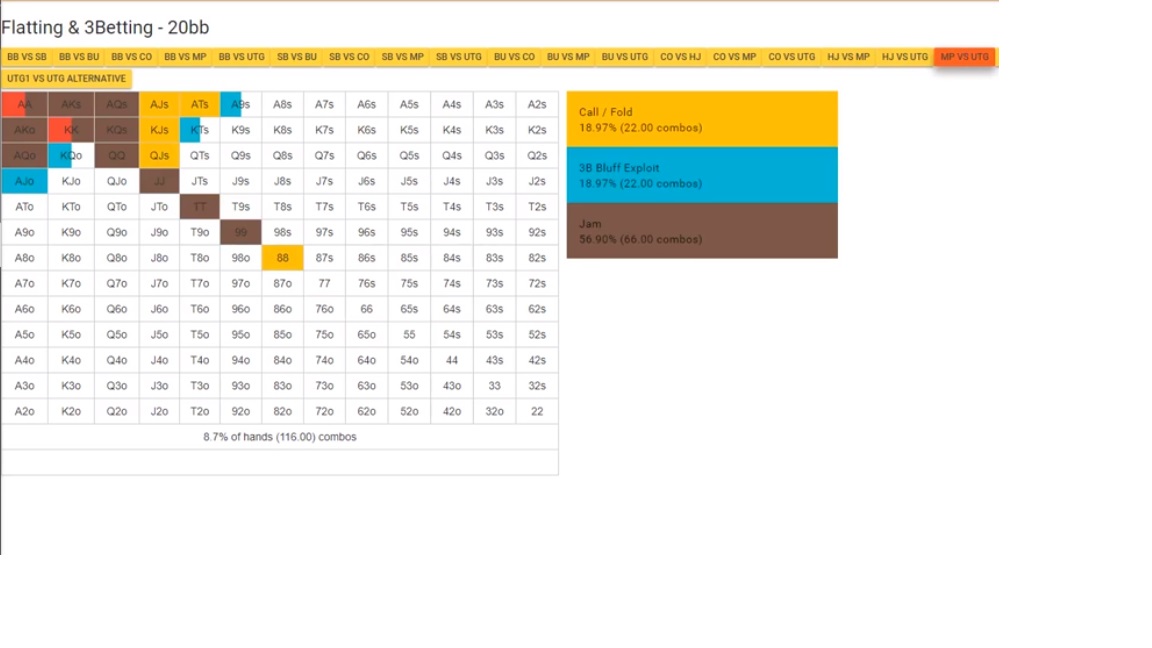 Flatting & 3Betting - 20bb
BB VS SB BB VS BU BB VS CO BB VS MP BB VS UTG SB VS BU SB VS CO SB VS MP SB VS UTG BU VS CO BU VS MP BU VS UTG CO VS HJ CO VS MP CO VS UTG HJ VS MP HJ VS UTG MP VS UTG
UTG1 VS UTG ALTERNATIVE
AA AKs AQs AJs ATs A9s A8s A7s A6s A5s A4s A3s A2s
AKo KK KQs KJs KTs K9s K8s K7s K6s K5s K4s K3s K2s
AQo KQo QQ QJs QTs Q9s Q8s Q7s Q6s Q5s Q4s Q3s Q2s
AJo KJo QJo JJ JTs J9s J8s J7s J6s J5s J4s J3s J2s
ATo KTo QTo JTo TT T9s T8s T7s T6s T5s T4s T3s T2s
A9o K9o Q9o J9o T9o 99 98s 97s 96s 95s 94s 93s 92s
A8o K8o Q8o J8o T8o 98o 88 87s 86s 85s 84s 83s 82s
A7o K7o Q7o J7o T7o 97o 87o 77 76s 75s 74s 73s 72s
A6o K6o Q6o J6o T6o 96o 86o 76o 66 65s 64s 63s 62s
A5o K5o Q5o J5o T5o 95o 85o 75o 65o 55 54s 53s 52s
A4o K4o Q4o J4o T4o 94o 84o 74o 64o 54o 44 43s 42s
A3o K3o Q3o J3o T3o 93o 83o 73o 63o 53o 43o 33 32s
A2o K2o Q2o J2o T2o 92o 82o 72o 62o 52o 42o 32o 22
8.7% of hands (116.00) combos
Call / Fold
18.97% (22.00 combos)
3B Bluff Exploit
18.97% (22.00 combos)
Jam
56.90% (66.00 combos)